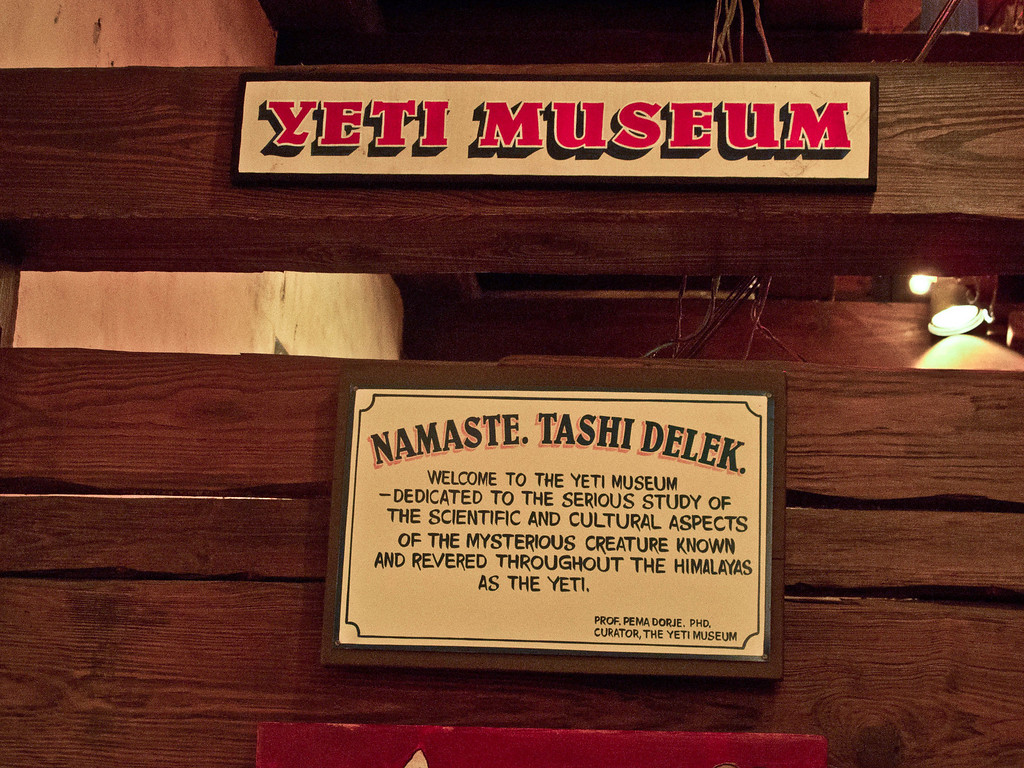 YETI MUSEUM
NAMASTE. TASHI DELEK.
WELCOME TO THE YETI MUSEUM
–DEDICATED TO THE SERIOUS STUDY OF
THE SCIENTIFIC AND CULTURAL ASPECTS
OF THE MYSTERIOUS CREATURE KNOWN
AND REVERED THROUGHOUT THE HIMALAYAS
AS THE YETI.
PROF. PEMA DORJE. PHD.
CURATOR, THE YETI MUSEUM